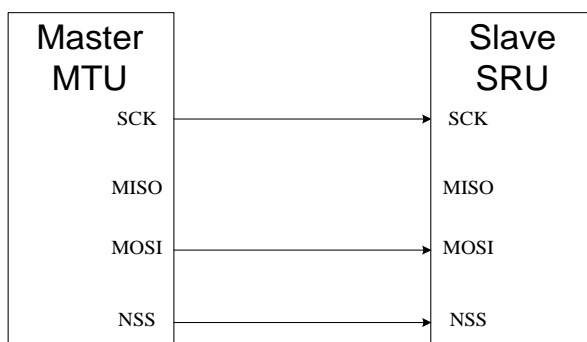 Master
MTU
Slave
SRU
SCK
SCK
MISO
MISO
MOSI
MOSI
NSS
NSS